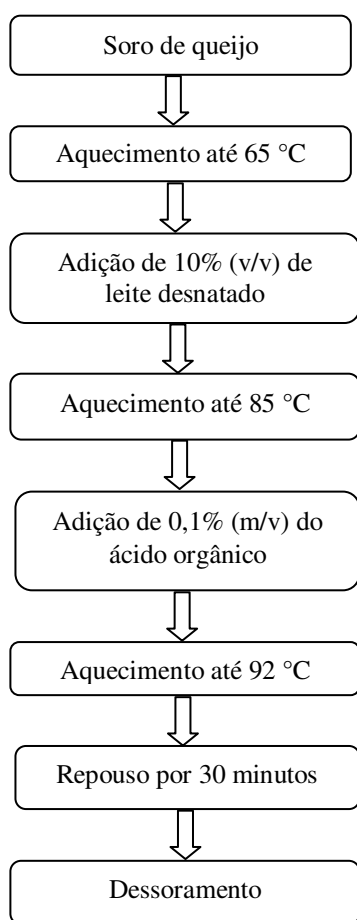 Soro de queijo
Aquecimento até 65 °C
Adição de 10% (v/v) de
leite desnatado
Aquecimento até 85 °C
Adição de 0,1% (m/v) do
ácido orgânico
Aquecimento até 92 °C
Repouso por 30 minutos
Dessoramento